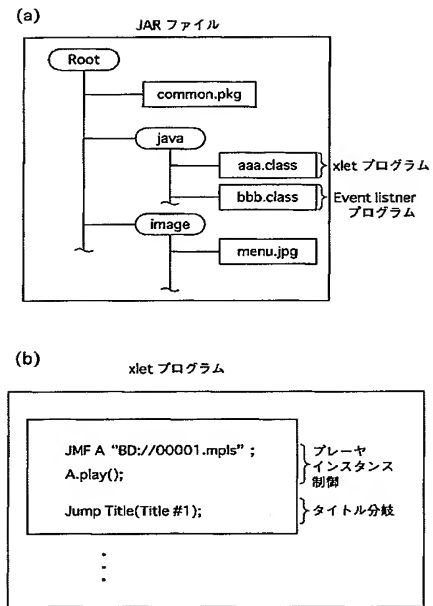 (a)
JAR ファイル
Root
common.pkg
java
aaa.class
xlet プログラム
bbb.class
Event listner
プログラム
image
menu.jpg
(b)
xlet プログラム
JMF A “BD://00001.mpls” ;
A.play();
プレーヤ
インスタンス
制御
Jump Title(Title #1);
タイトル分岐